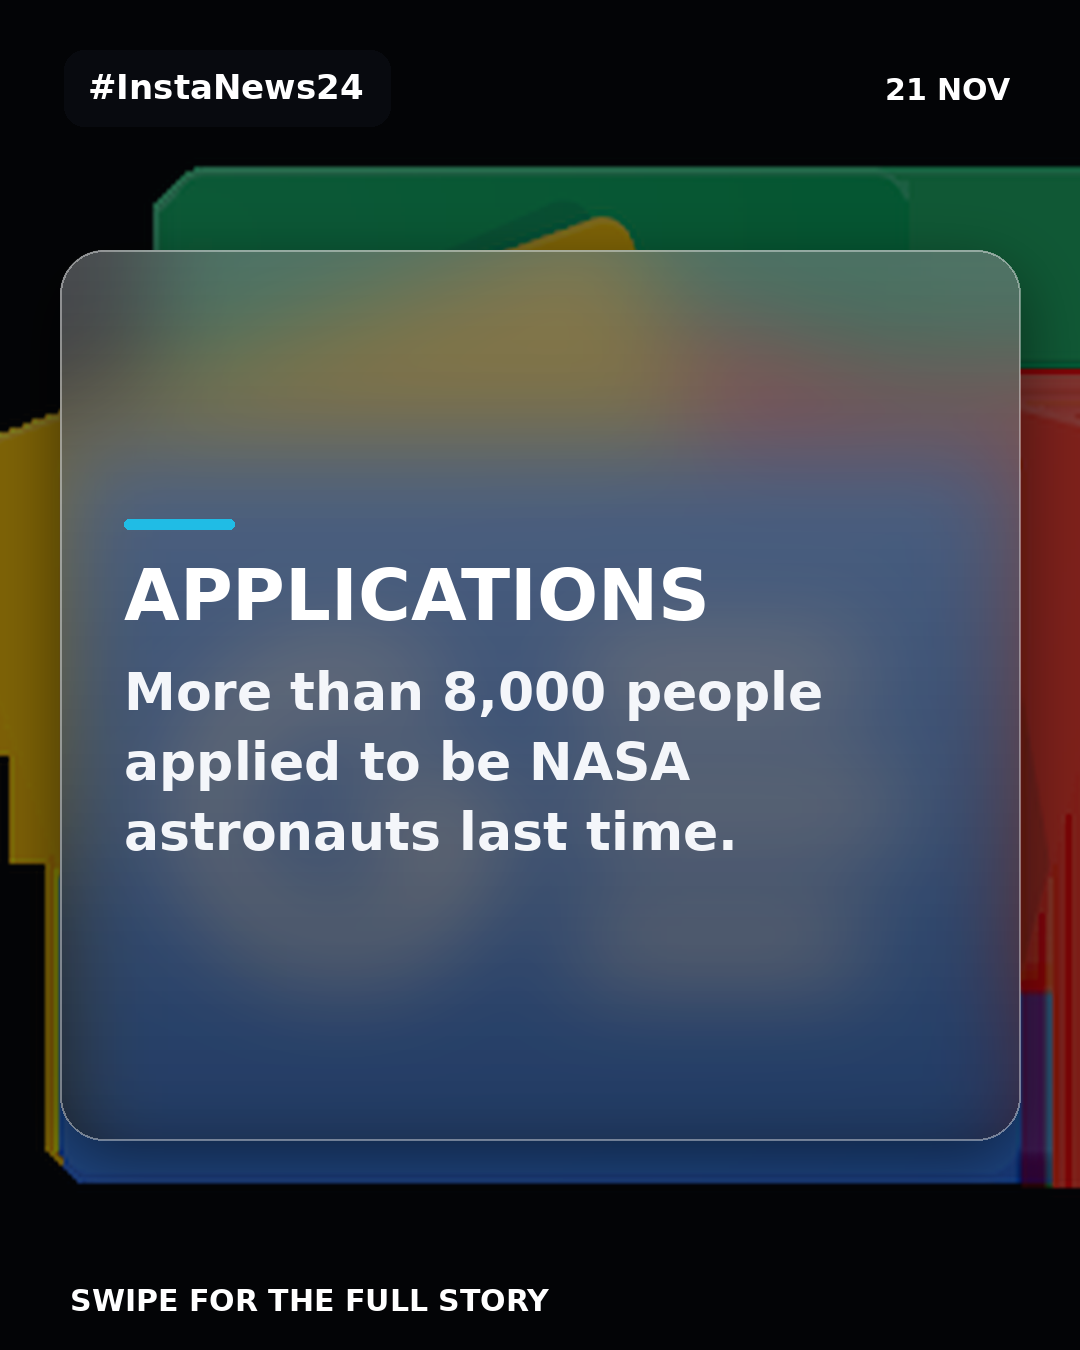 #InstaNews24
21 NOV
APPLICATIONS
More than 8,000 people
applied to be NASA
astronauts last time.
SWIPE FOR THE FULL STORY